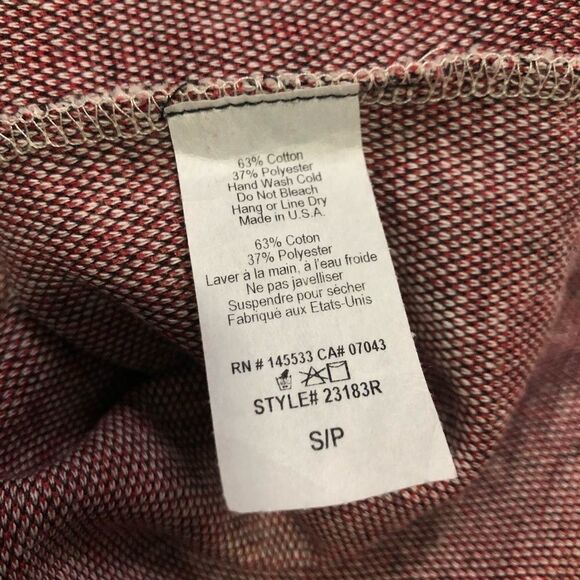 63% Cotton
37% Polyester
Hand Wash Cold
Do Not Bleach
Hang or Line Dry
Made in U.S.A.
63% Coton
37% Polyester
Laver à la main, à l'eau froide
Ne pas javelliser
Suspendre pour sécher
Fabriqué aux Etats-Unis
RN # 145533 CA# 07043
STYLE# 23183R
S/P